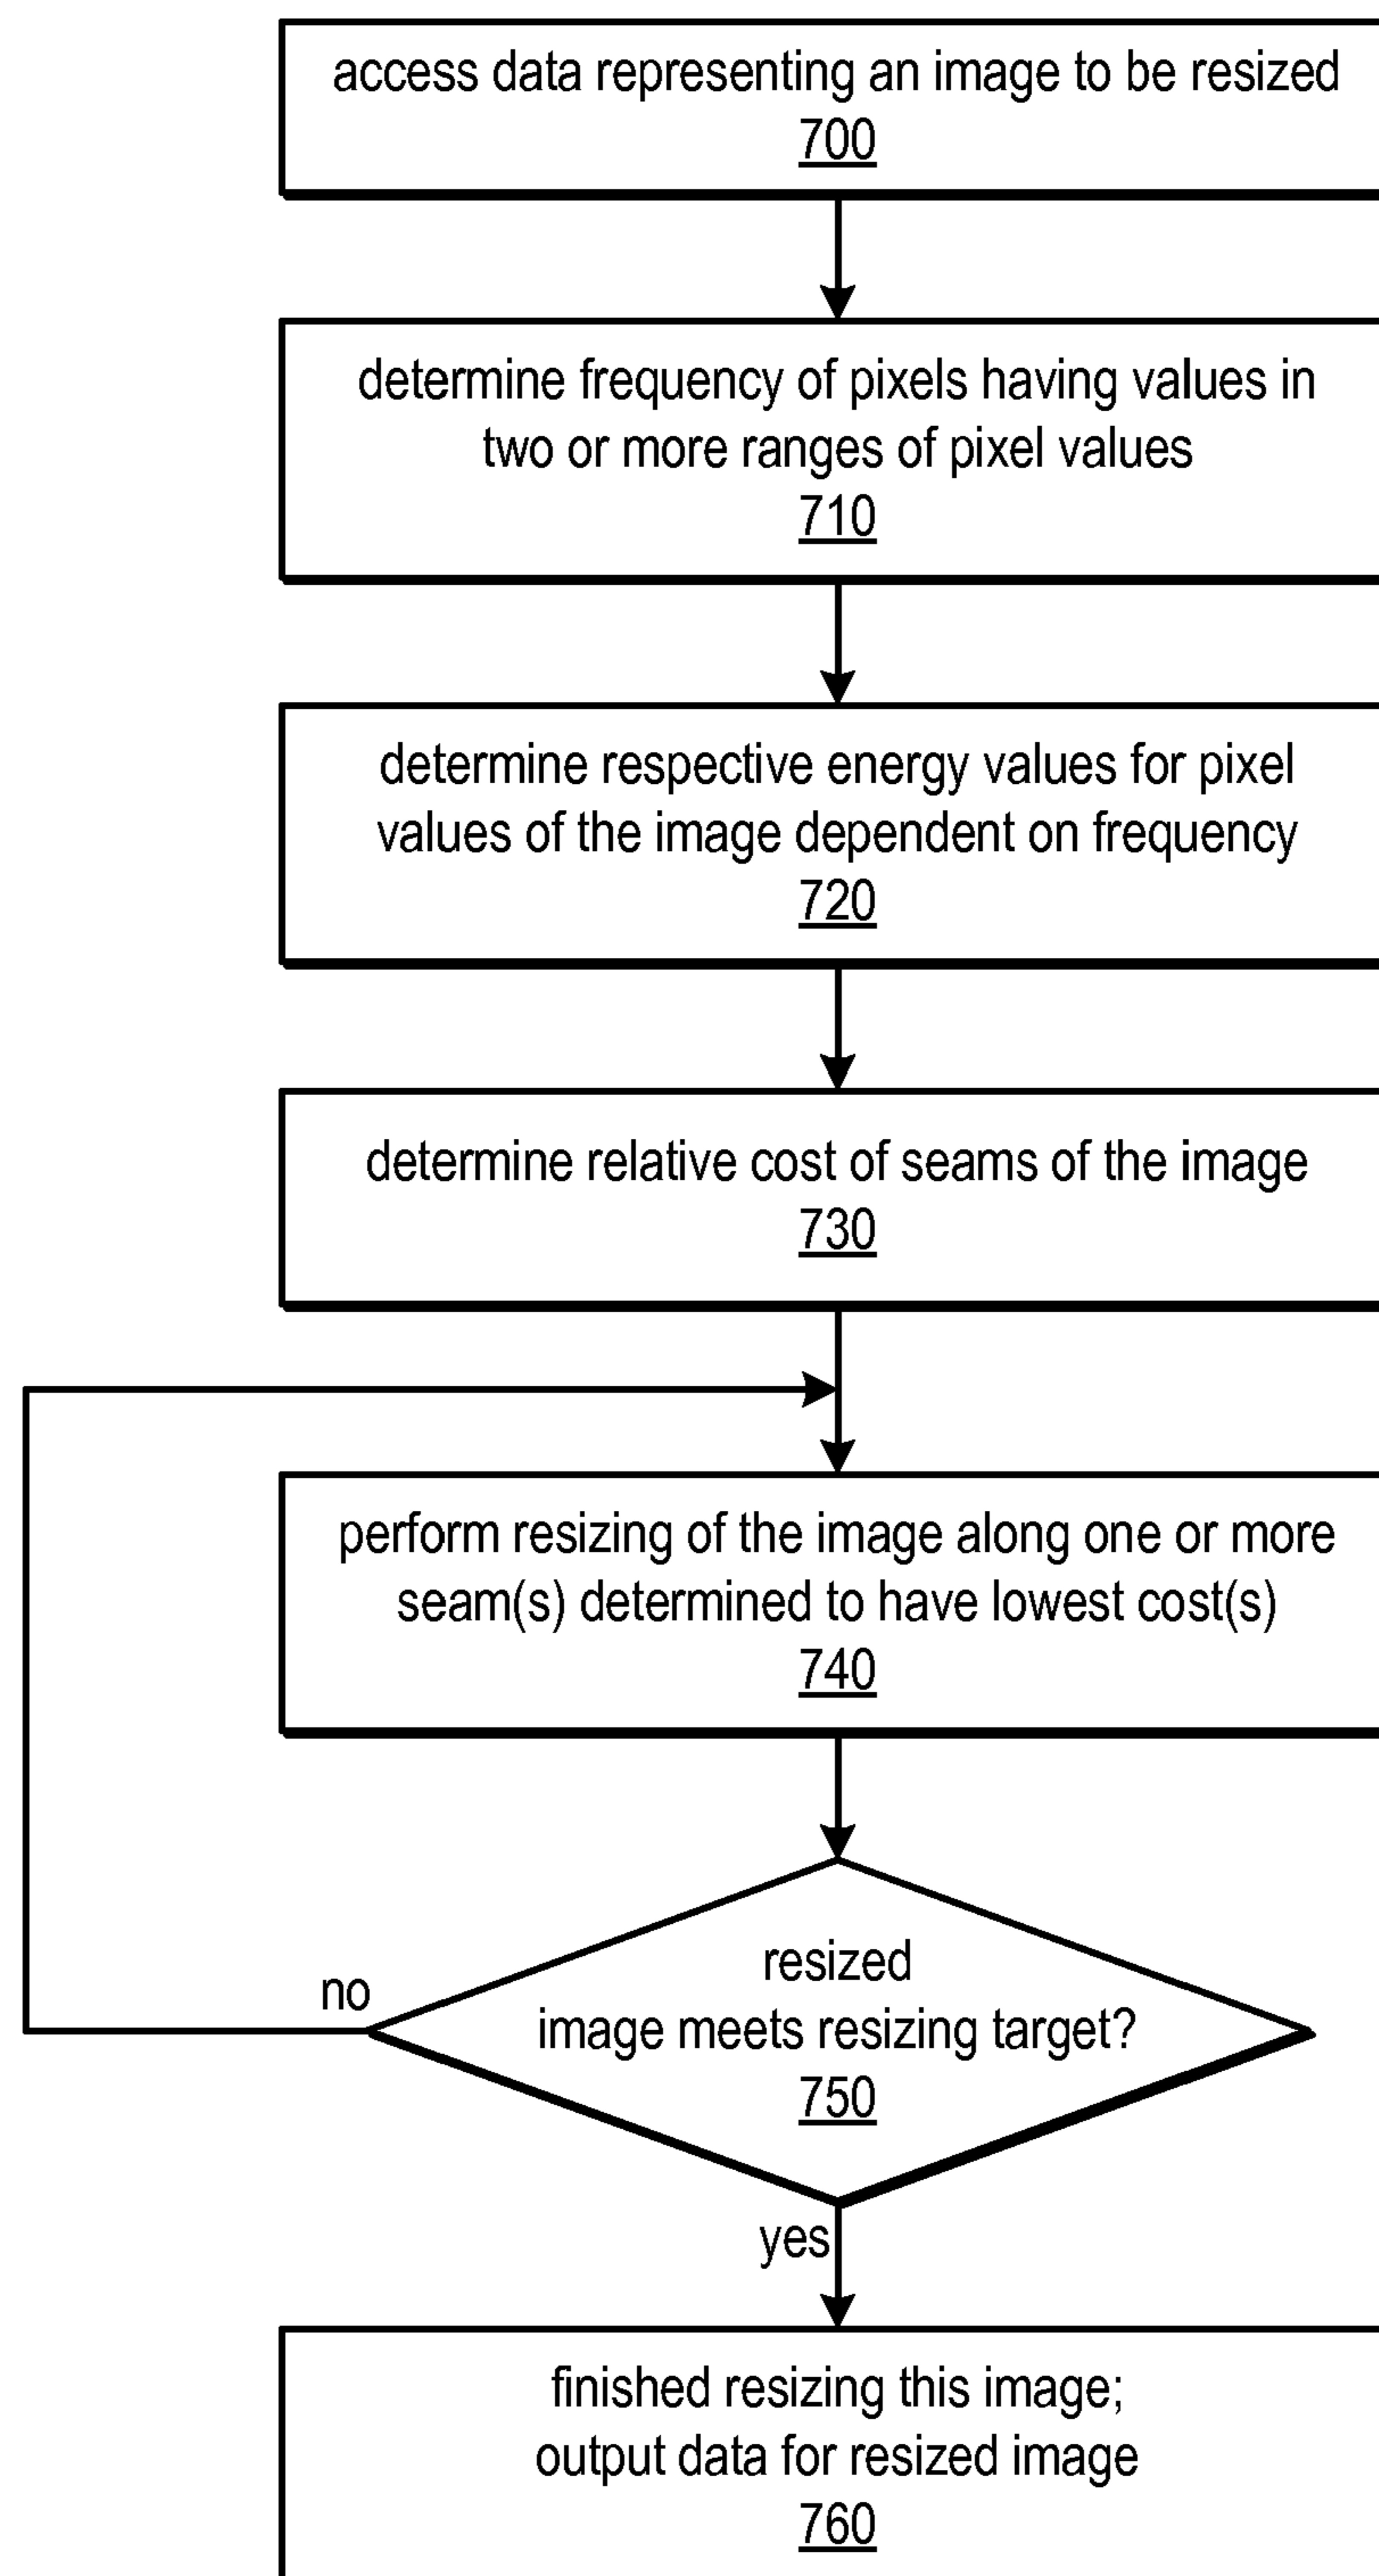 access data representing an image to be resized
700
determine frequency of pixels having values in
two or more ranges of pixel values
710
determine respective energy values for pixel
values of the image dependent on frequency
720
determine relative cost of seams of the image
730
perform resizing of the image along one or more
seam(s) determined to have lowest cost(s)
740
resized
image meets resizing target?
750
no
yes
finished resizing this image;
output data for resized image
760